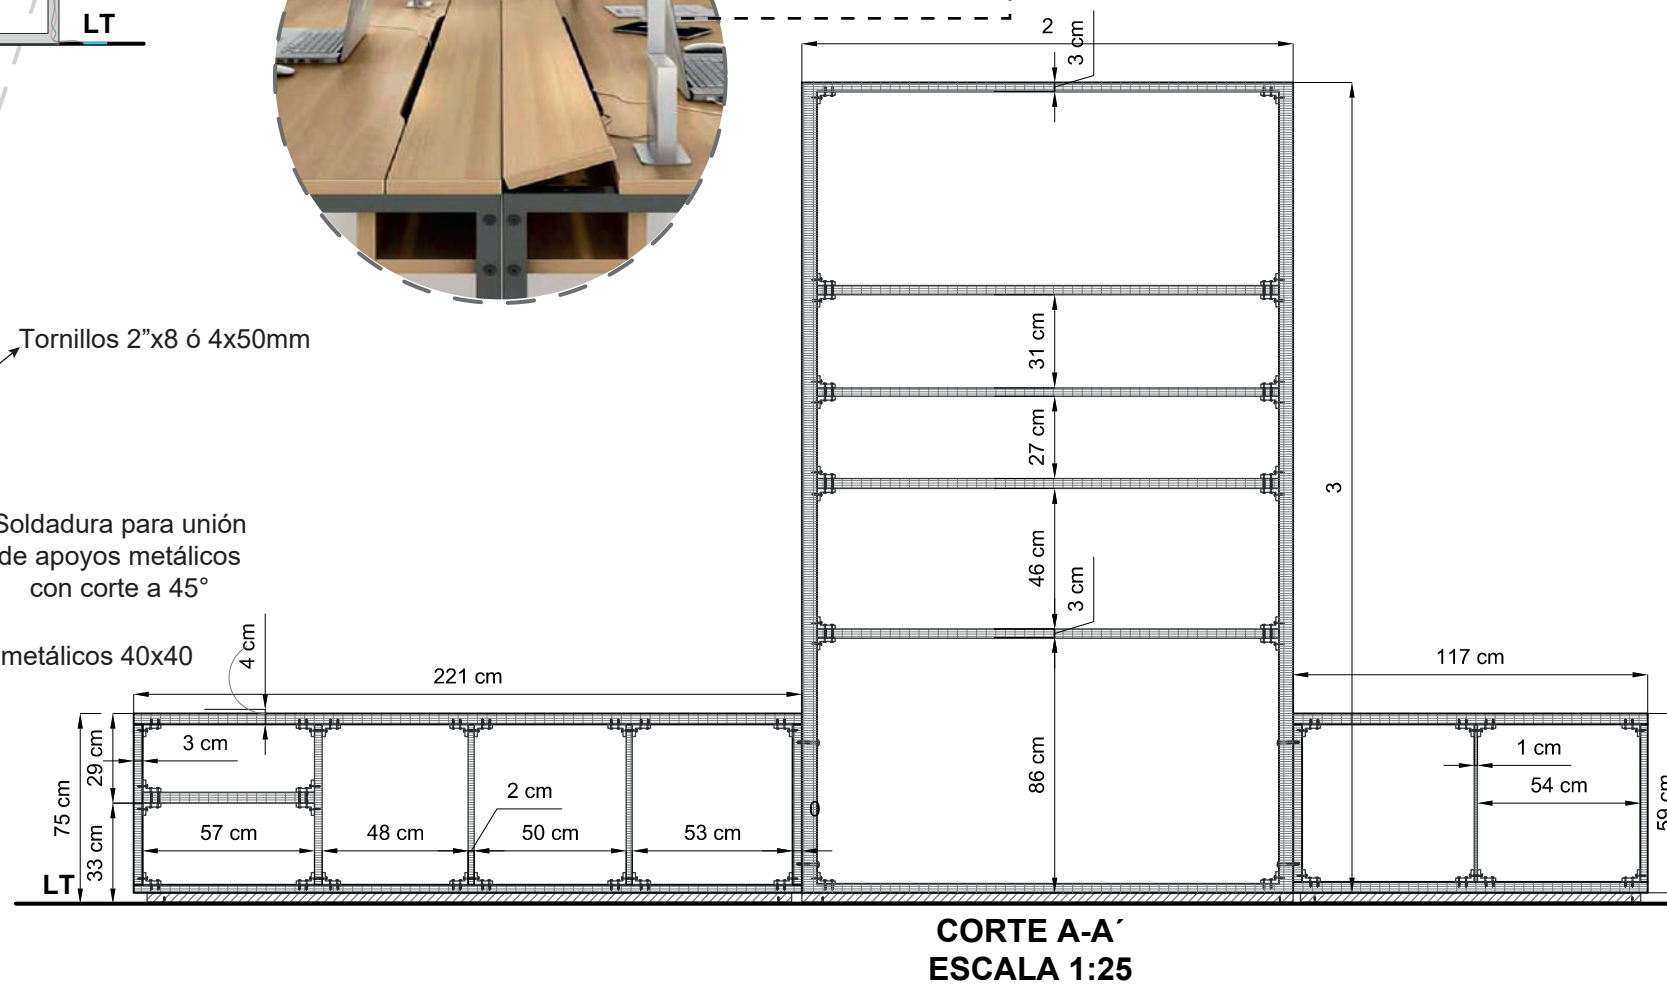 LT
2
3 cm
Tornillos 2”x8 ó 4x50mm
31 cm
27 cm
3
Soldadura para unión
de apoyos metálicos
con corte a 45°
46 cm
3 cm
metálicos 40x40
4 cm
221 cm
117 cm
75 cm
29 cm
33 cm
3 cm
57 cm
48 cm
2 cm
50 cm
53 cm
0
86 cm
1 cm
54 cm
59 cm
LT
CORTE A-A´
ESCALA 1:25